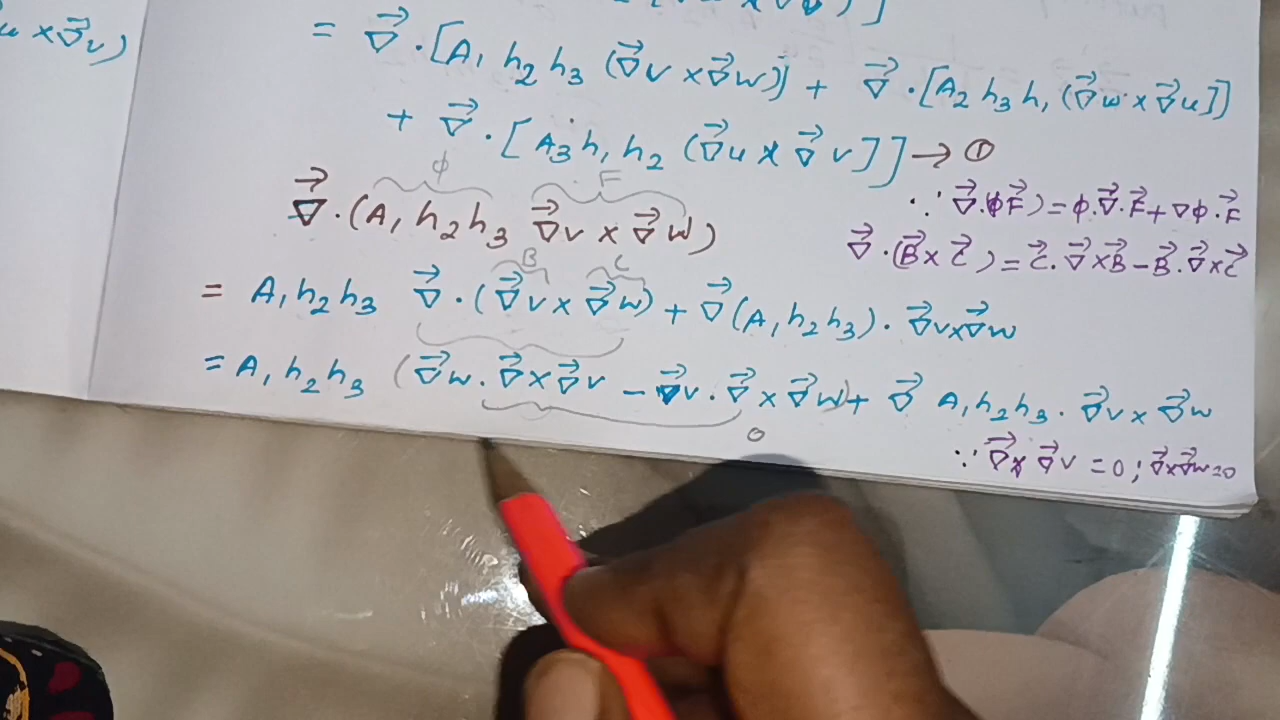 u × ∇⃗v)
= ∇⃗ · [A₁ h₂ h₃ (∇⃗v × ∇⃗w)] + ∇⃗ · [A₂ h₃ h₁ (∇⃗w × ∇⃗u]]
+ ∇⃗ · [A₃ h₁ h₂ (∇⃗u × ∇⃗v]] → ①
ϕ F
∇⃗ · (A₁ h₂ h₃ ∇⃗v × ∇⃗w)
∵ ∇⃗·(ϕF⃗) = ϕ·∇⃗·F⃗ + ∇ϕ·F⃗
∇⃗·(B⃗ × C⃗) = C⃗·∇⃗×B⃗ − B⃗·∇⃗×C⃗
B C
= A₁ h₂ h₃ ∇⃗ · (∇⃗v × ∇⃗w) + ∇⃗(A₁ h₂ h₃) · ∇⃗v × ∇⃗w
= A₁ h₂ h₃ (∇⃗w · ∇⃗ × ∇⃗v − ∇⃗v · ∇⃗ × ∇⃗w) + ∇⃗ A₁ h₂ h₃ · ∇⃗v × ∇⃗w
0
∵ ∇⃗ × ∇⃗v = 0 ; ∇⃗×∇⃗w=0